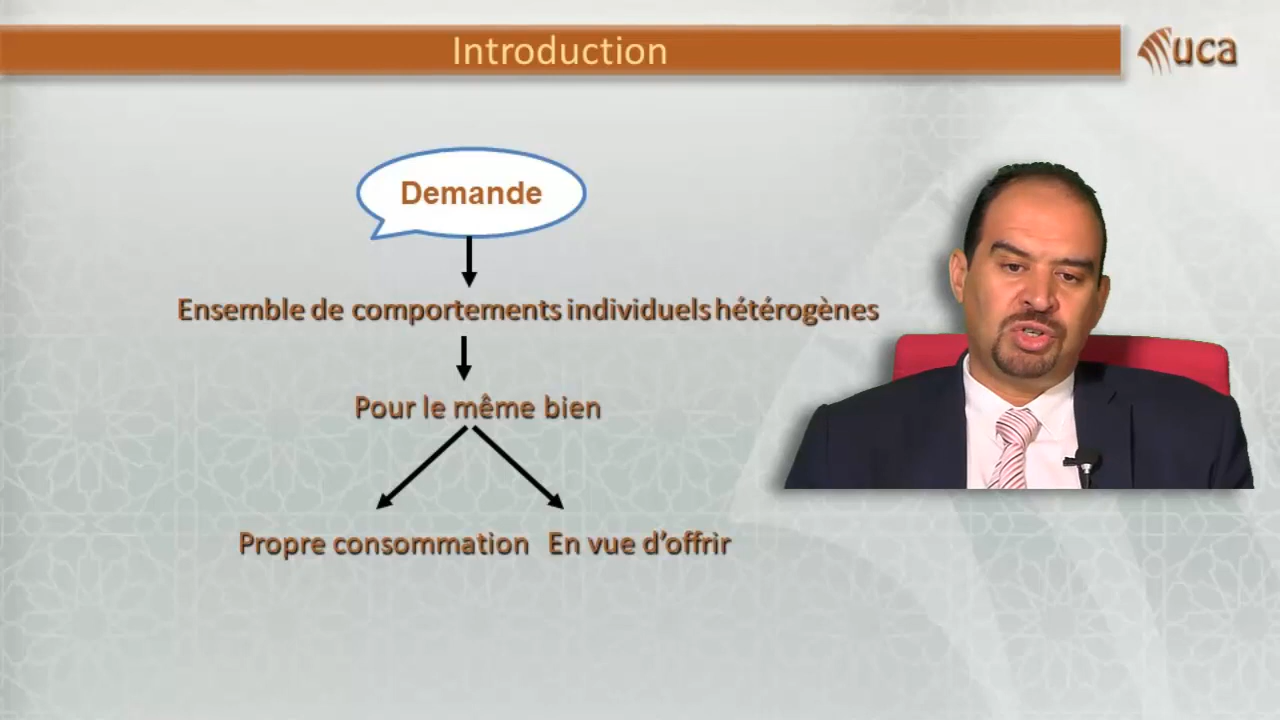 Introduction
uca
Demande
Ensemble de comportements individuels hétérogènes
Pour le même bien
Propre consommation
En vue d'offrir